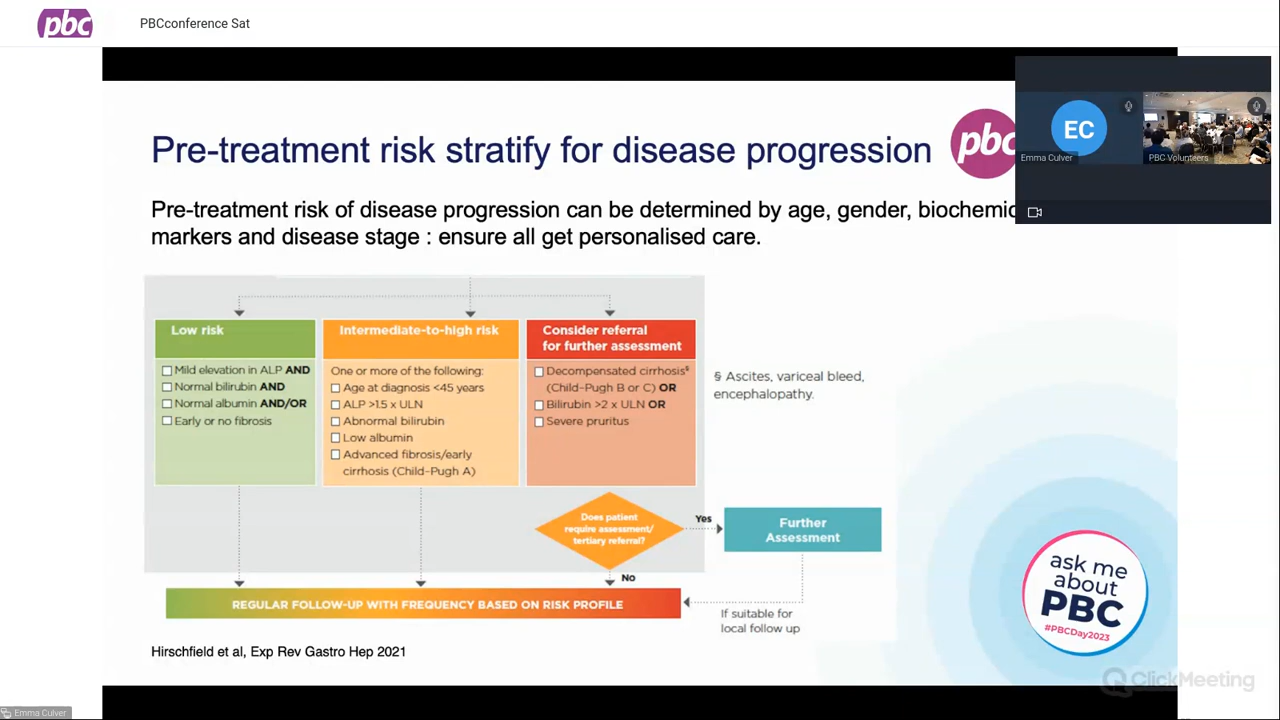 pbc
PBCconference Sat
Pre-treatment risk stratify for disease progression
pbc
EC
Emma Culver
PBC Volunteers
Pre-treatment risk of disease progression can be determined by age, gender, biochemic
markers and disease stage : ensure all get personalised care.
Low risk
Mild elevation in ALP AND
Normal bilirubin AND
Normal albumin AND/OR
Early or no fibrosis
Intermediate-to-high risk
One or more of the following:
Age at diagnosis <45 years
ALP >1.5 x ULN
Abnormal bilirubin
Low albumin
Advanced fibrosis/early
cirrhosis (Child-Pugh A)
Consider referral
for further assessment
Decompensated cirrhosis§
(Child-Pugh B or C) OR
Bilirubin >2 x ULN OR
Severe pruritus
§ Ascites, variceal bleed,
encephalopathy.
Does patient
require assessment/
tertiary referral?
Yes
Further
Assessment
No
REGULAR FOLLOW-UP WITH FREQUENCY BASED ON RISK PROFILE
If suitable for
local follow up
ask me
about
PBC
#PBCDay2023
Hirschfield et al, Exp Rev Gastro Hep 2021
ClickMeeting
Emma Culver